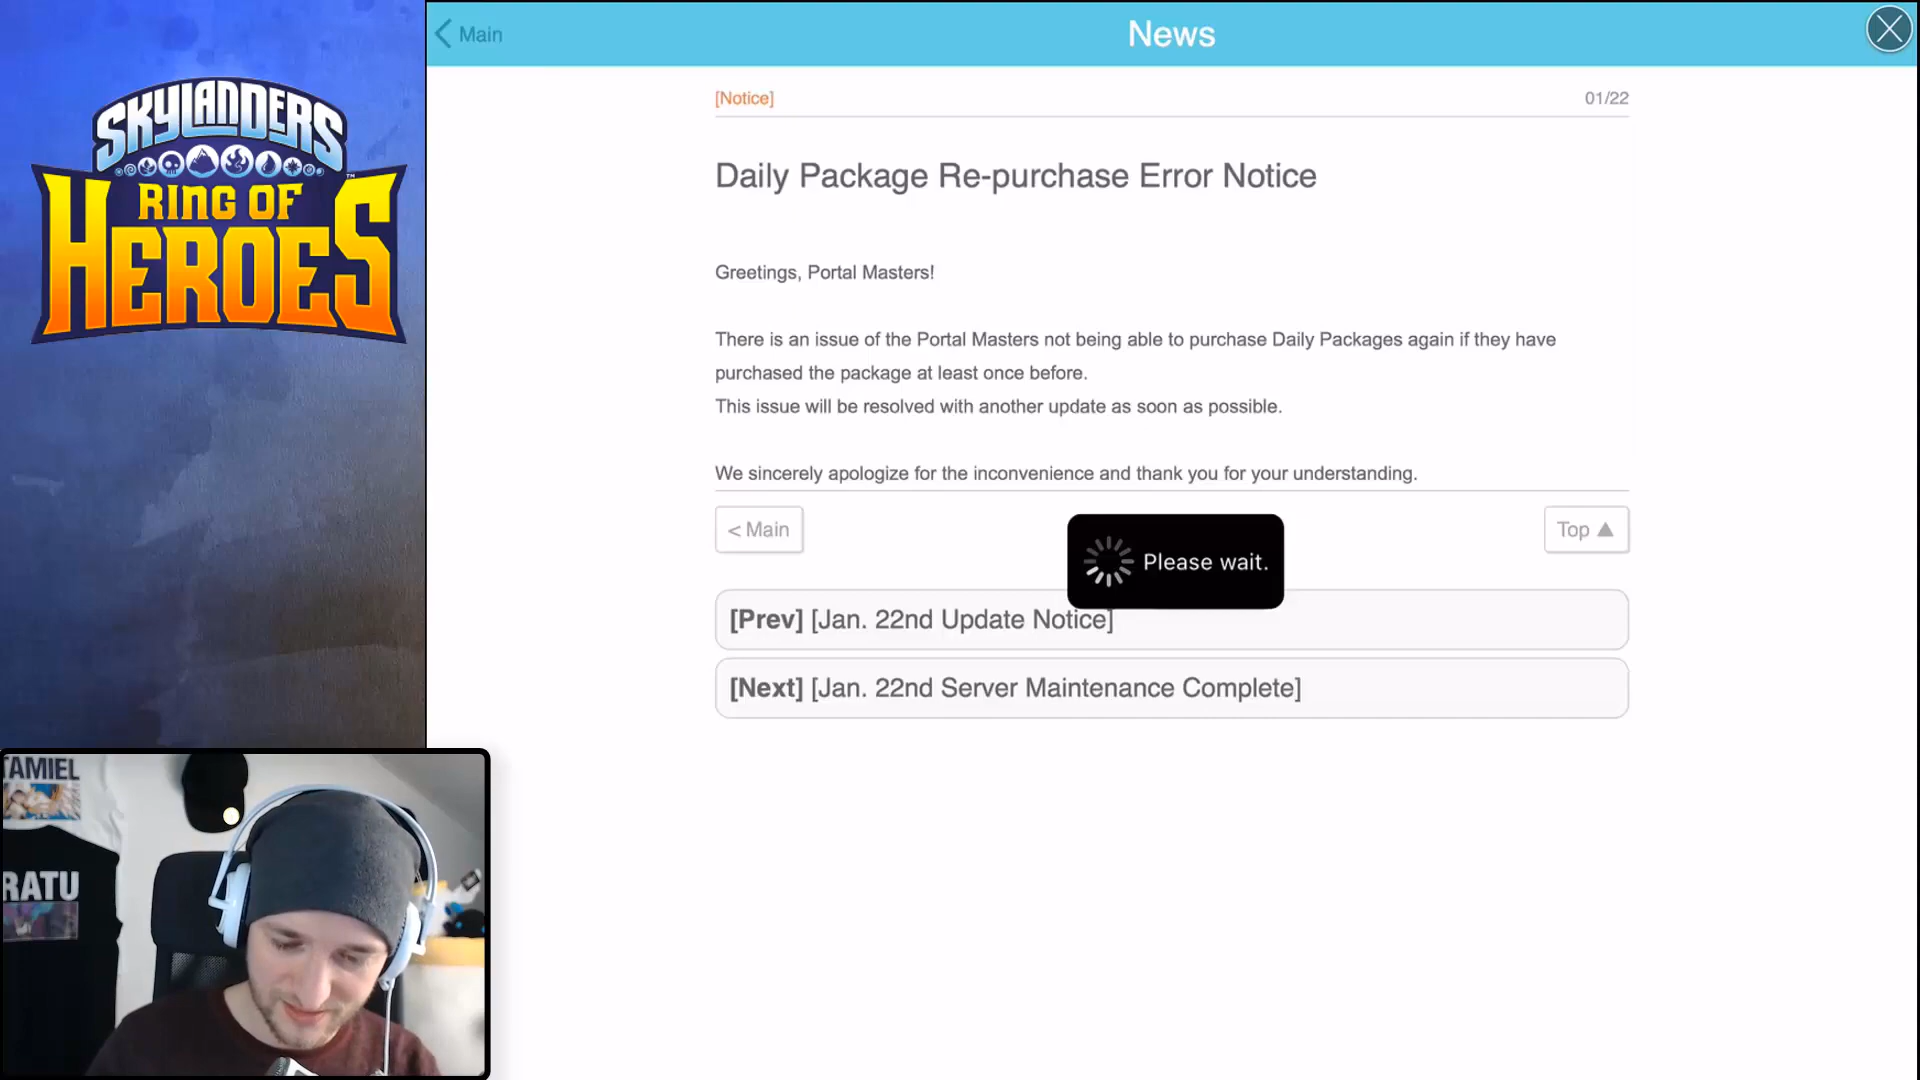 SKYLANDERS
RING OF
HEROES
™
Main
News
[Notice]
01/22
Daily Package Re-purchase Error Notice
Greetings, Portal Masters!
There is an issue of the Portal Masters not being able to purchase Daily Packages again if they have
purchased the package at least once before.
This issue will be resolved with another update as soon as possible.
We sincerely apologize for the inconvenience and thank you for your understanding.
< Main
Top ▲
Please wait.
[Prev] [Jan. 22nd Update Notice]
[Next] [Jan. 22nd Server Maintenance Complete]
TAMIEL
RATU